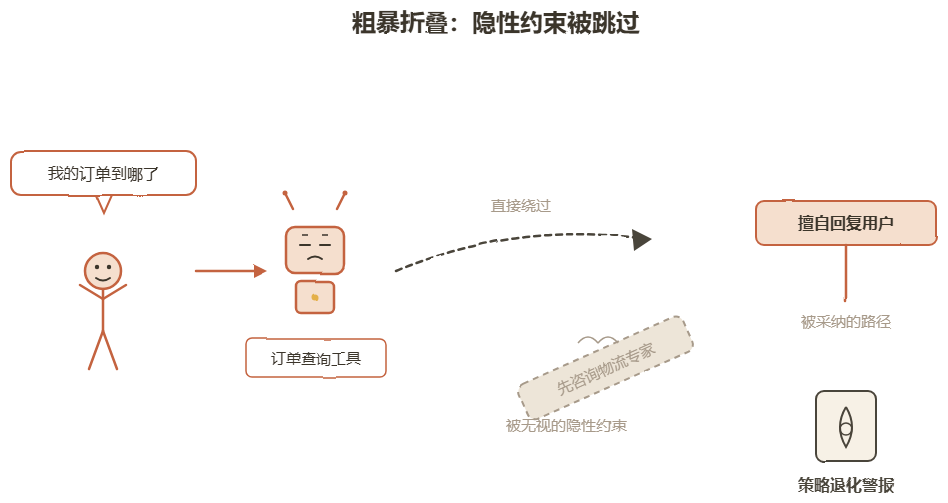 粗暴折叠：隐性约束被跳过
我的订单到哪了
直接绕过
擅自回复用户
被采纳的路径
订单查询工具
先咨询物流专家
被无视的隐性约束
策略退化警报